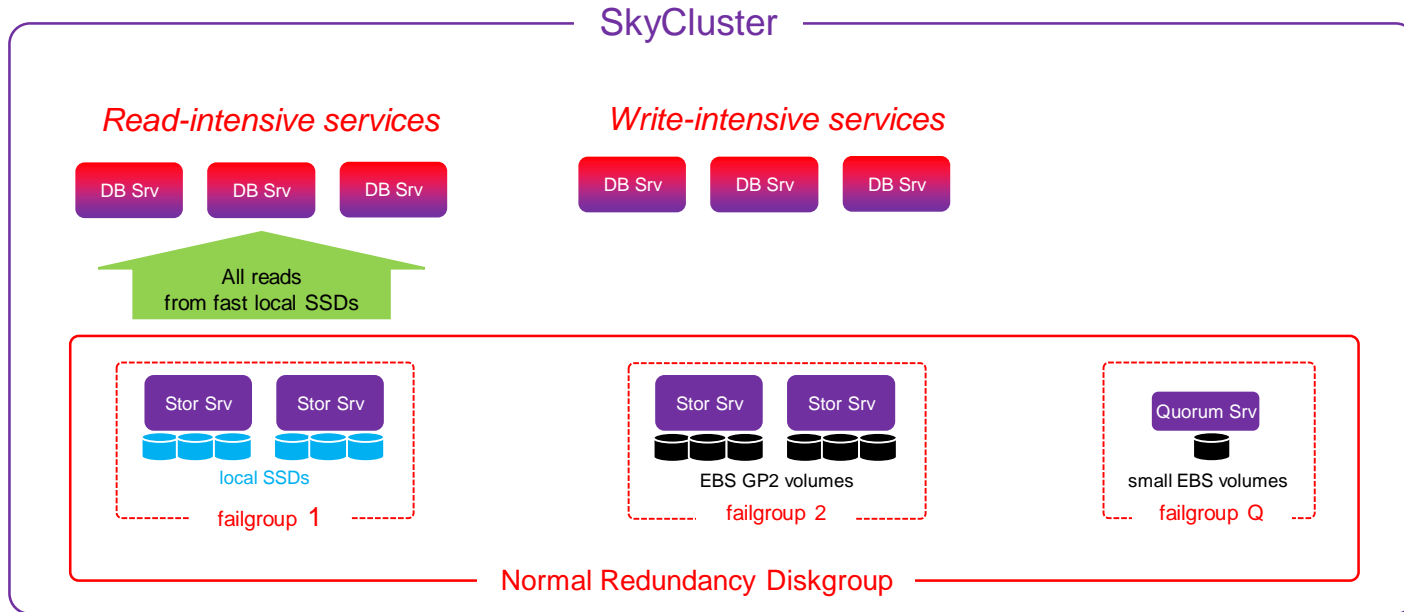 SkyCluster
Read-intensive services
Write-intensive services
DB Srv
DB Srv
DB Srv
DB Srv
DB Srv
DB Srv
All reads
from fast local SSDs
Stor Srv
Stor Srv
local SSDs
failgroup 1
Stor Srv
Stor Srv
EBS GP2 volumes
failgroup 2
Quorum Srv
small EBS volumes
failgroup Q
Normal Redundancy Diskgroup